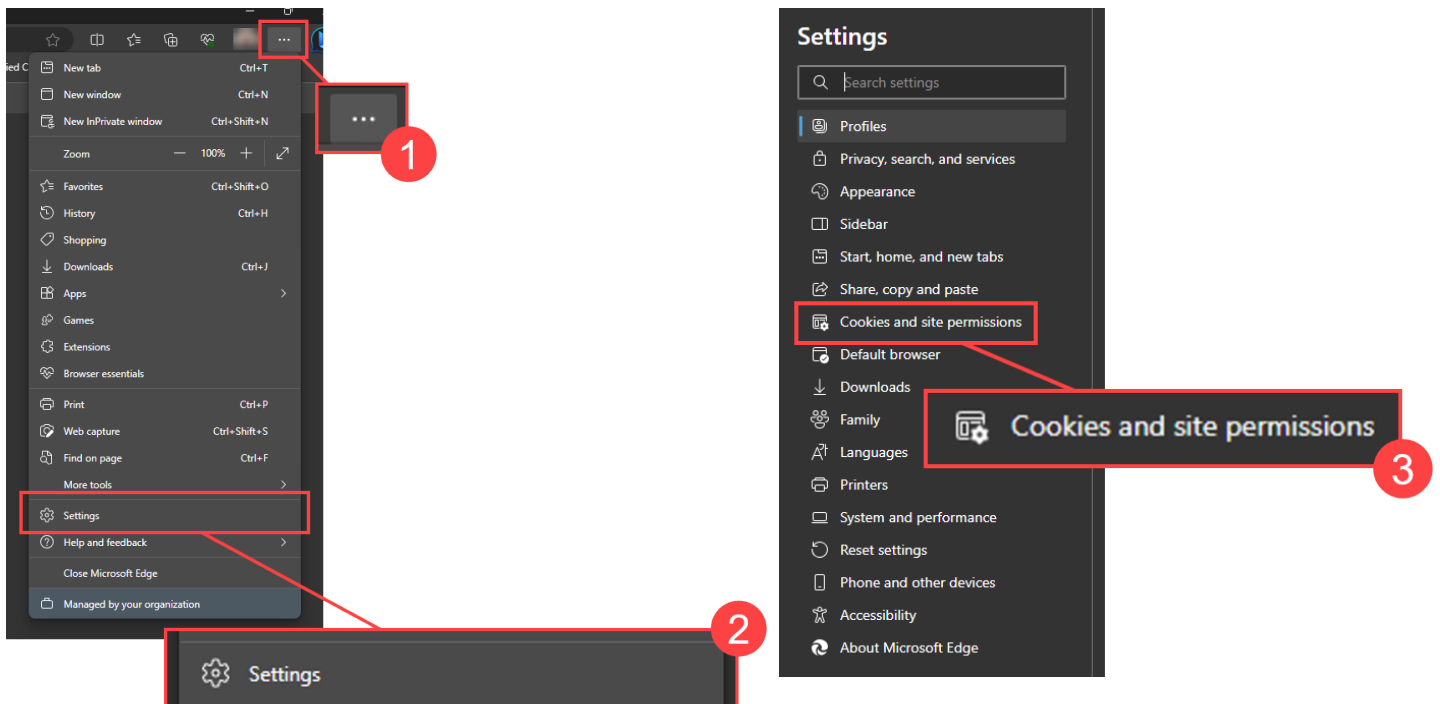 ied C
New tab Ctrl+T
New window Ctrl+N
New InPrivate window Ctrl+Shift+N
Zoom — 100% +
Favorites Ctrl+Shift+O
History Ctrl+H
Shopping
Downloads Ctrl+J
Apps
Games
Extensions
Browser essentials
Print Ctrl+P
Web capture Ctrl+Shift+S
Find on page Ctrl+F
More tools
Settings
Help and feedback
Close Microsoft Edge
Managed by your organization
1
Settings
2
Settings
Search settings
Profiles
Privacy, search, and services
Appearance
Sidebar
Start, home, and new tabs
Share, copy and paste
Cookies and site permissions
Default browser
Downloads
Family
Languages
Printers
System and performance
Reset settings
Phone and other devices
Accessibility
About Microsoft Edge
Cookies and site permissions
3